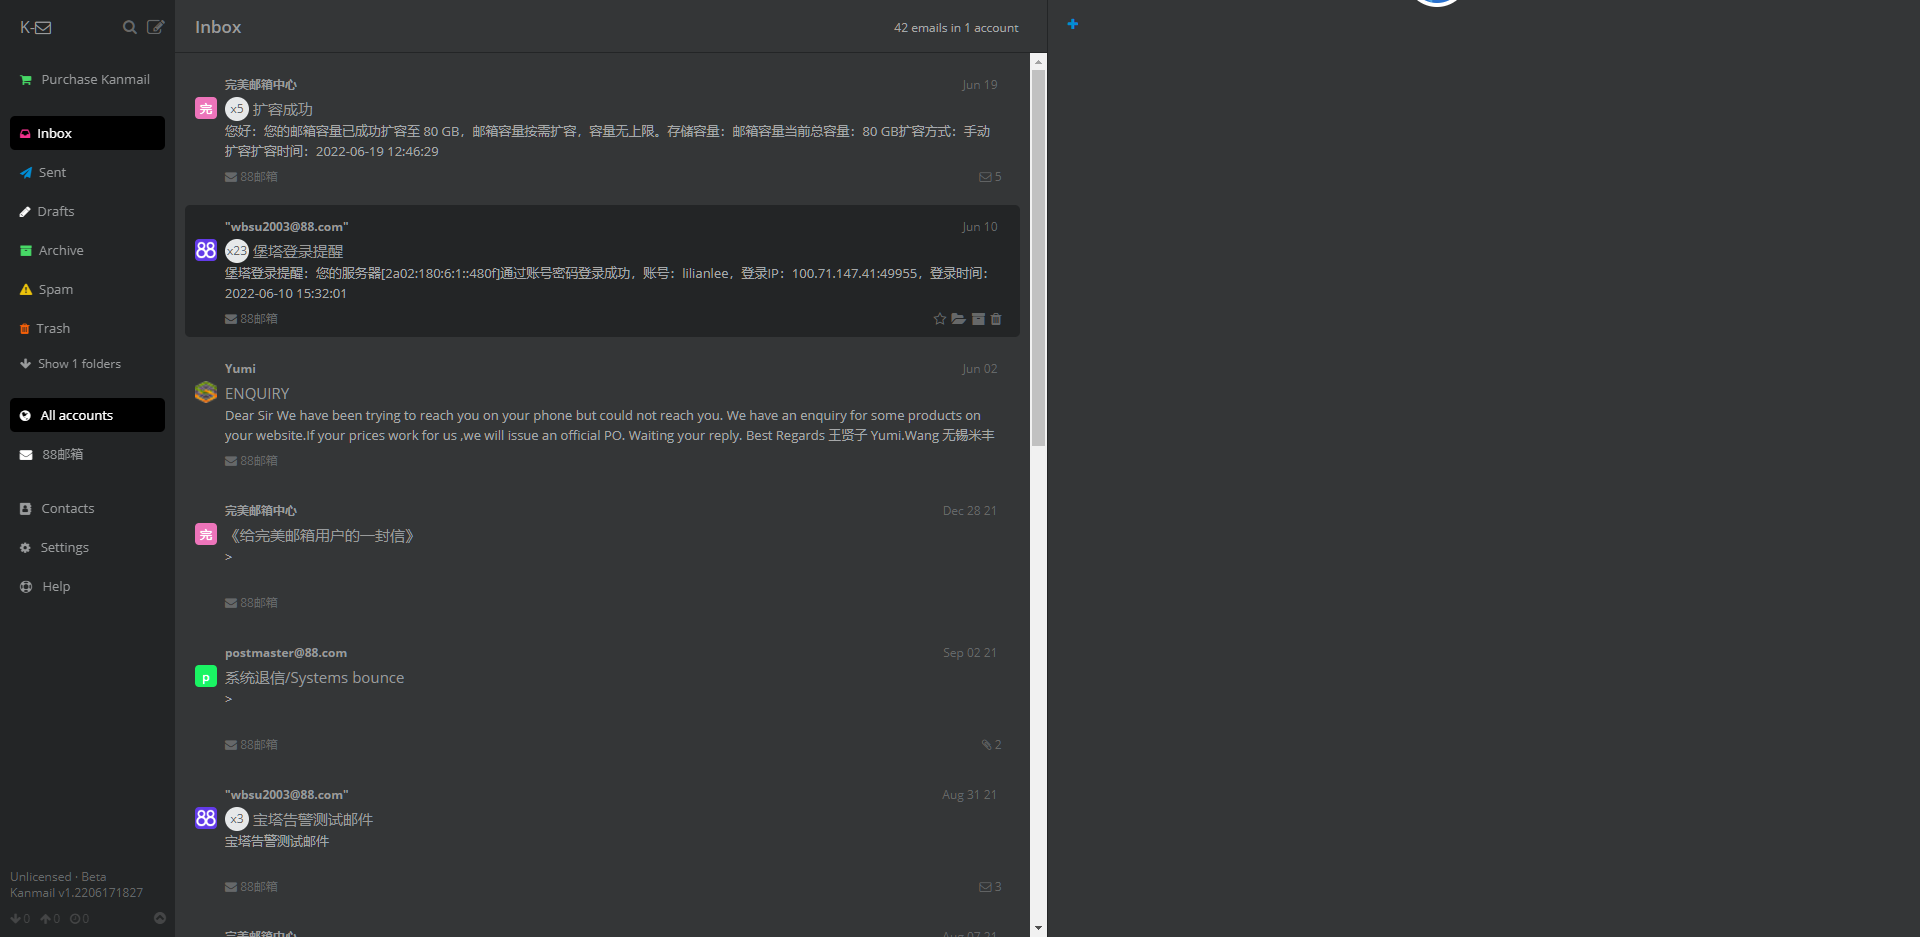 K-
Purchase Kanmail
Inbox
Sent
Drafts
Archive
Spam
Trash
Show 1 folders
All accounts
88邮箱
Contacts
Settings
Help
Unlicensed · Beta
Kanmail v1.2206171827
0 0 0
Inbox
42 emails in 1 account
完美邮箱中心
Jun 19
完
x5 扩容成功
您好：您的邮箱容量已成功扩容至 80 GB，邮箱容量按需扩容，容量无上限。存储容量：邮箱容量当前总容量：80 GB扩容方式：手动
扩容扩容时间：2022-06-19 12:46:29
88邮箱
5
"wbsu2003@88.com"
Jun 10
88
x23 堡塔登录提醒
堡塔登录提醒：您的服务器[2a02:180:6:1::480f]通过账号密码登录成功，账号：lilianlee，登录IP：100.71.147.41:49955，登录时间：
2022-06-10 15:32:01
88邮箱
Yumi
Jun 02
ENQUIRY
Dear Sir We have been trying to reach you on your phone but could not reach you. We have an enquiry for some products on
your website.If your prices work for us ,we will issue an official PO. Waiting your reply. Best Regards 王贤子 Yumi.Wang 无锡米丰
88邮箱
完美邮箱中心
Dec 28 21
完
《给完美邮箱用户的一封信》
>
88邮箱
postmaster@88.com
Sep 02 21
p
系统退信/Systems bounce
>
88邮箱
2
"wbsu2003@88.com"
Aug 31 21
88
x3 宝塔告警测试邮件
宝塔告警测试邮件
88邮箱
3
完美邮箱中心
Aug 07 21